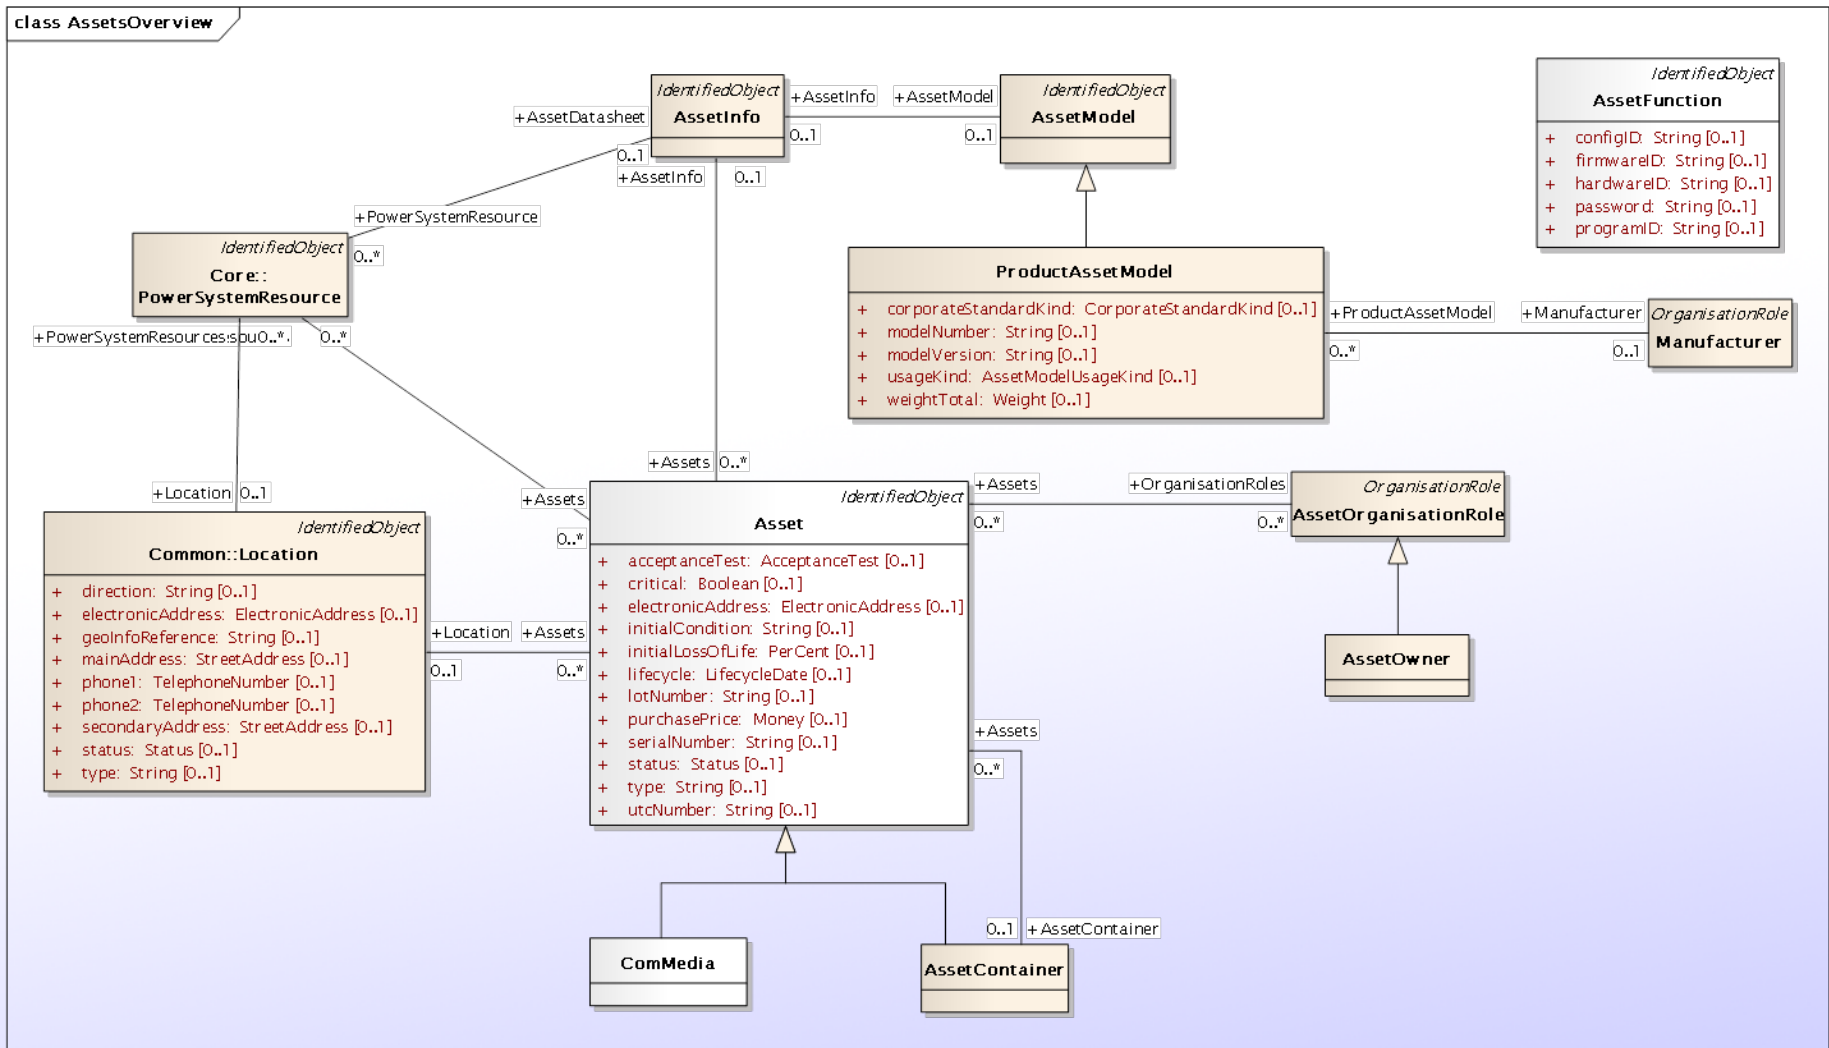 class AssetsOverview
IdentifiedObject
AssetInfo
+AssetInfo
0..1
+AssetModel
0..1
IdentifiedObject
AssetModel
IdentifiedObject
AssetFunction
+ configID: String [0..1]
+ firmwareID: String [0..1]
+ hardwareID: String [0..1]
+ password: String [0..1]
+ programID: String [0..1]
+AssetDatasheet
0..1
+AssetInfo
0..1
+PowerSystemResource
0..*
IdentifiedObject
Core::
PowerSystemResource
+PowerSystemResources
0..*
0..*
ProductAssetModel
+ corporateStandardKind: CorporateStandardKind [0..1]
+ modelNumber: String [0..1]
+ modelVersion: String [0..1]
+ usageKind: AssetModelUsageKind [0..1]
+ weightTotal: Weight [0..1]
+ProductAssetModel
0..*
+Manufacturer
0..1
OrganisationRole
Manufacturer
+Assets 0..*
+Location 0..1
+Assets
0..*
IdentifiedObject
Common::Location
+ direction: String [0..1]
+ electronicAddress: ElectronicAddress [0..1]
+ geoInfoReference: String [0..1]
+ mainAddress: StreetAddress [0..1]
+ phone1: TelephoneNumber [0..1]
+ phone2: TelephoneNumber [0..1]
+ secondaryAddress: StreetAddress [0..1]
+ status: Status [0..1]
+ type: String [0..1]
+Location
0..1
+Assets
0..*
IdentifiedObject
Asset
+ acceptanceTest: AcceptanceTest [0..1]
+ critical: Boolean [0..1]
+ electronicAddress: ElectronicAddress [0..1]
+ initialCondition: String [0..1]
+ initialLossOfLife: PerCent [0..1]
+ lifecycle: LifecycleDate [0..1]
+ lotNumber: String [0..1]
+ purchasePrice: Money [0..1]
+ serialNumber: String [0..1]
+ status: Status [0..1]
+ type: String [0..1]
+ utcNumber: String [0..1]
+Assets
0..*
+OrganisationRoles
0..*
OrganisationRole
AssetOrganisationRole
AssetOwner
+Assets
0..*
0..1
+AssetContainer
ComMedia
AssetContainer